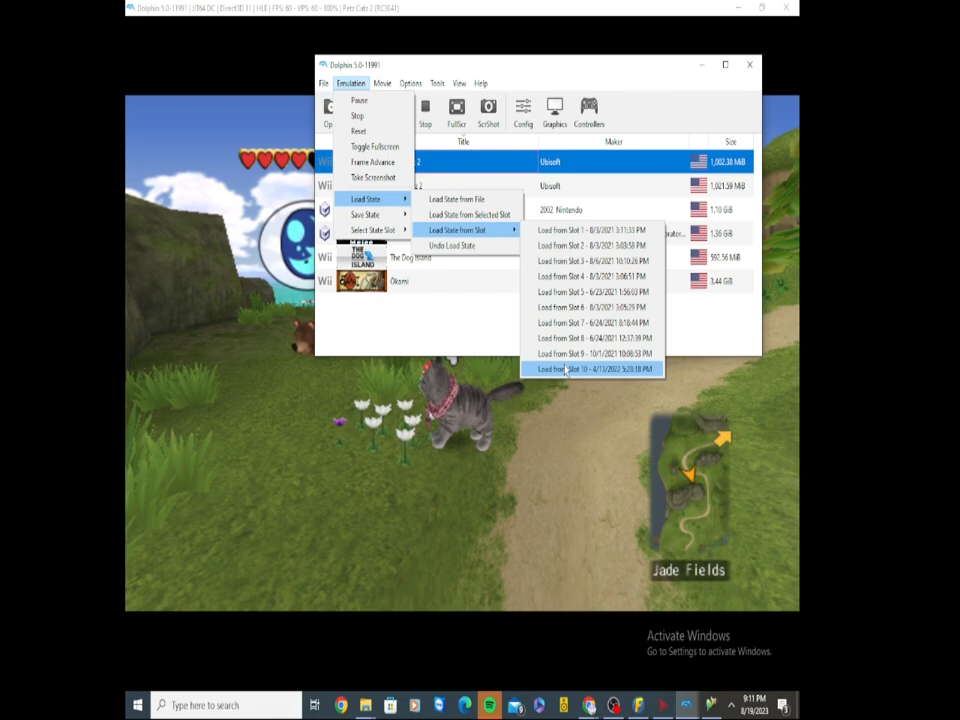 Dolphin 5.0-11991 | JIT64 DC | Direct3D 11 | HLE | FPS: 60 - VPS: 60 - 100% | Petz Catz 2 (RC3E41)
Dolphin 5.0-11991
File Emulation Movie Options Tools View Help
Pause
Stop
Reset
Toggle Fullscreen
Frame Advance
Take Screenshot
Load State
Save State
Select State Slot
Stop FullScr ScrShot Config Graphics Controllers
Title Maker Size
2 Ubisoft 1,002.38 MiB
2 Ubisoft 1,021.59 MiB
2002 Nintendo 1.10 GiB
1.36 GiB
Wii THE DOG ISLAND The Dog Island 592.56 MiB
Wii Okami 3.44 GiB
Load State from File
Load State from Selected Slot
Load State from Slot
Undo Load State
Load from Slot 1 - 8/3/2021 3:11:33 PM
Load from Slot 2 - 8/3/2021 3:03:58 PM
Load from Slot 3 - 8/6/2021 10:10:26 PM
Load from Slot 4 - 8/3/2021 3:06:51 PM
Load from Slot 5 - 6/23/2021 1:56:03 PM
Load from Slot 6 - 8/3/2021 3:05:29 PM
Load from Slot 7 - 6/24/2021 8:18:44 PM
Load from Slot 8 - 6/24/2021 12:37:39 PM
Load from Slot 9 - 10/1/2021 10:08:53 PM
Load from Slot 10 - 4/13/2022 5:28:18 PM
Jade Fields
Activate Windows
Go to Settings to activate Windows.
Type here to search
9:11 PM
8/19/2023